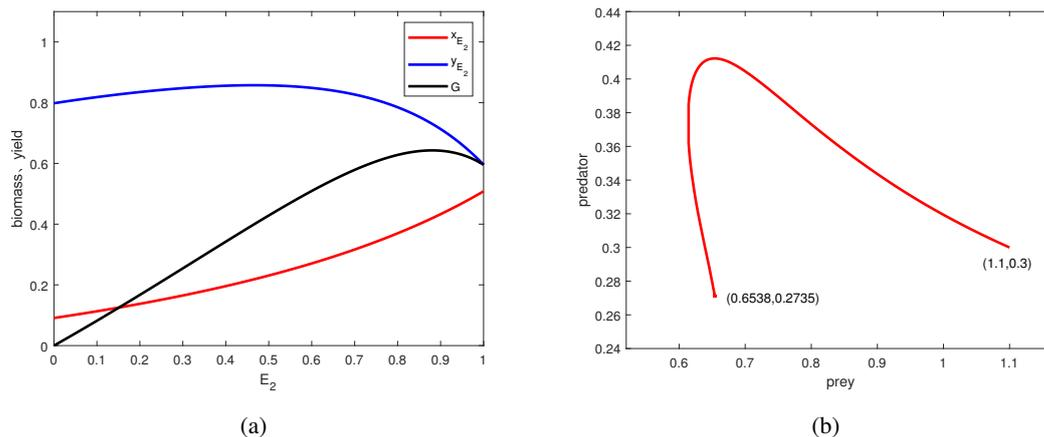 1
0.8
0.6
0.4
0.2
0
biomass、yield
x_{E_2}
y_{E_2}
G
0 0.1 0.2 0.3 0.4 0.5 0.6 0.7 0.8 0.9 1
E_2
(a)
0.44
0.42
0.4
0.38
0.36
0.34
0.32
0.3
0.28
0.26
0.24
predator
(1.1,0.3)
(0.6538,0.2735)
0.6 0.7 0.8 0.9 1 1.1
prey
(b)